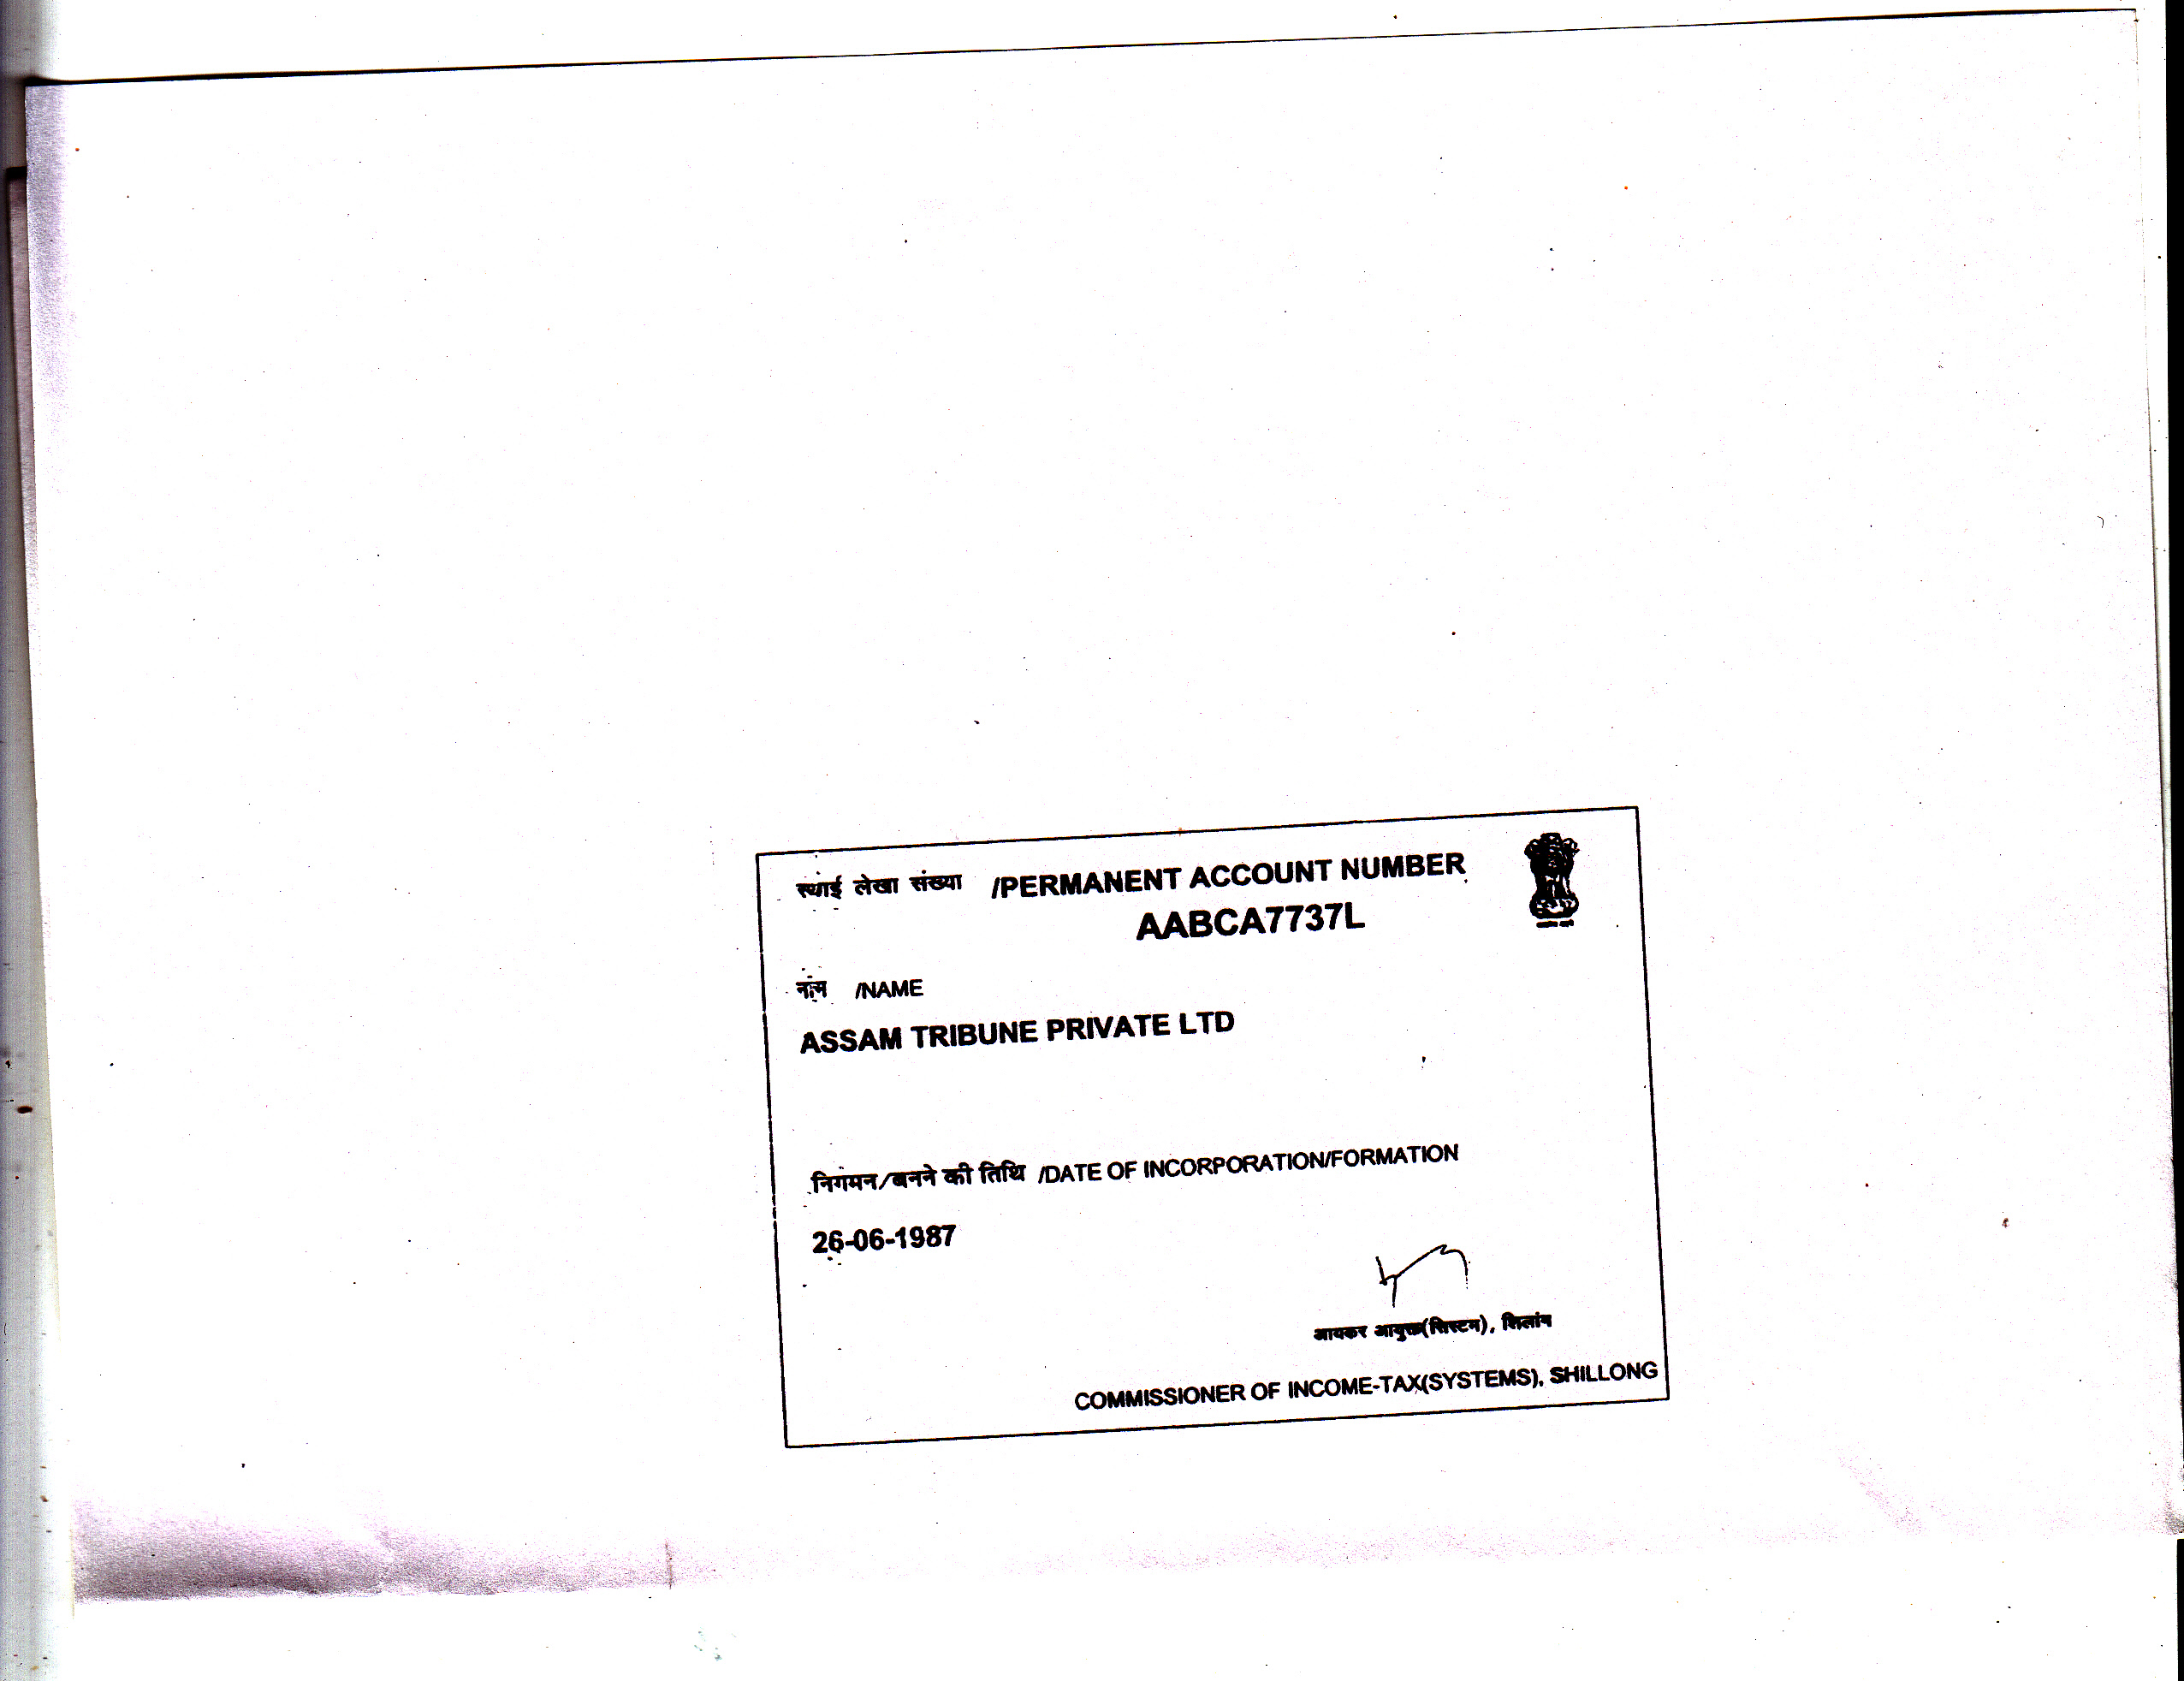 स्थाई लेखा संख्या /PERMANENT ACCOUNT NUMBER
AABCA7737L
नाम /NAME
ASSAM TRIBUNE PRIVATE LTD
निगमन/बनने की तिथि /DATE OF INCORPORATION/FORMATION
26-06-1987
आयकर आयुक्त(सिस्टम), शिलांग
COMMISSIONER OF INCOME-TAX(SYSTEMS), SHILLONG